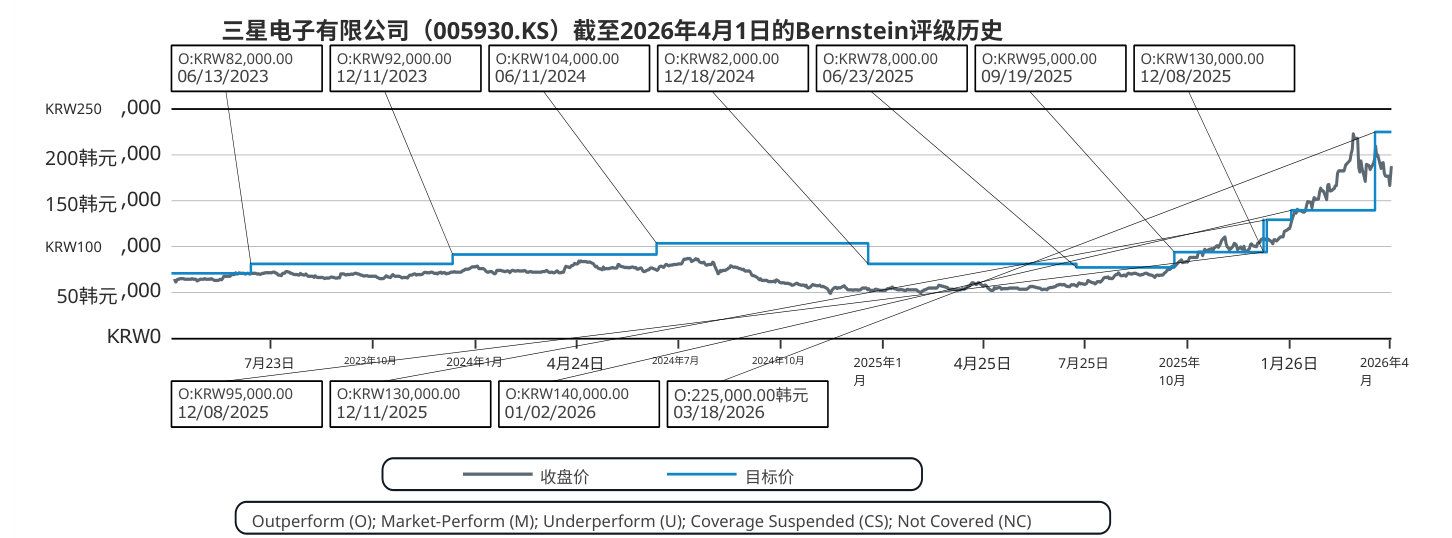 三星电子有限公司（005930.KS）截至2026年4月1日的Bernstein评级历史
O:KRW82,000.00
06/13/2023
O:KRW92,000.00
12/11/2023
O:KRW104,000.00
06/11/2024
O:KRW82,000.00
12/18/2024
O:KRW78,000.00
06/23/2025
O:KRW95,000.00
09/19/2025
O:KRW130,000.00
12/08/2025
KRW250 ,000
200韩元 ,000
150韩元 ,000
KRW100 ,000
50韩元 ,000
KRW0
7月23日
2023年10月
2024年1月
4月24日
2024年7月
2024年10月
2025年1
月
4月25日
7月25日
2025年
10月
1月26日
2026年4
月
O:KRW95,000.00
12/08/2025
O:KRW130,000.00
12/11/2025
O:KRW140,000.00
01/02/2026
O:225,000.00韩元
03/18/2026
收盘价
目标价
Outperform (O); Market-Perform (M); Underperform (U); Coverage Suspended (CS); Not Covered (NC)